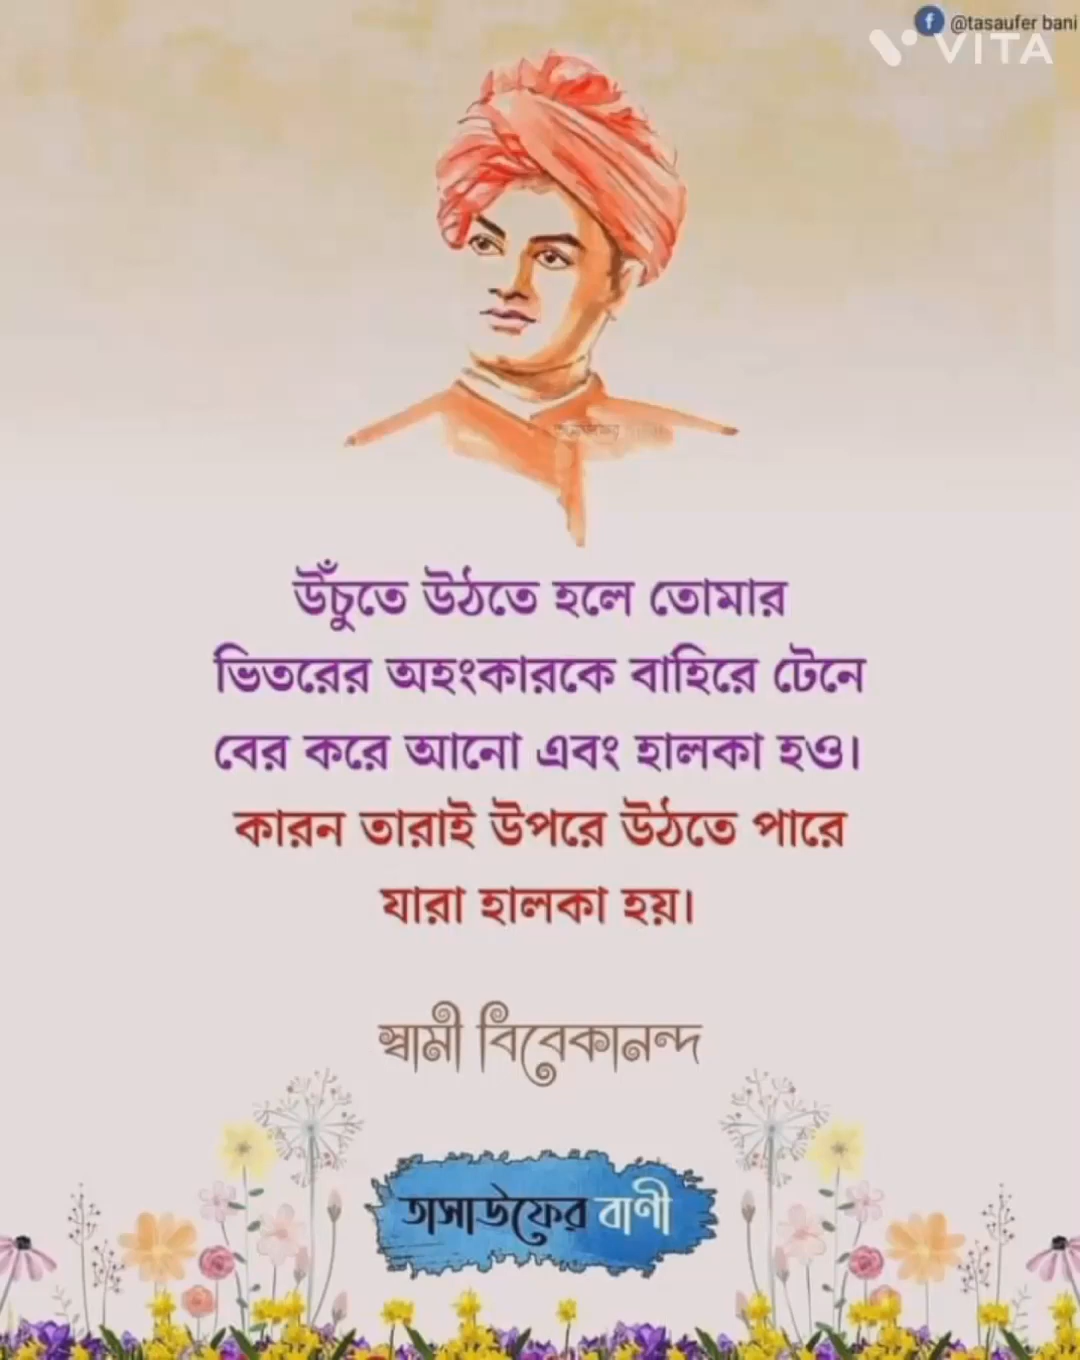 @tasaufer bani
VITA
উঁচুতে উঠতে হলে তোমার
ভিতরের অহংকারকে বাহিরে টেনে
বের করে আনো এবং হালকা হও।
কারন তারাই উপরে উঠতে পারে
যারা হালকা হয়।
স্বামী বিবেকানন্দ
তাসাউফের বাণী